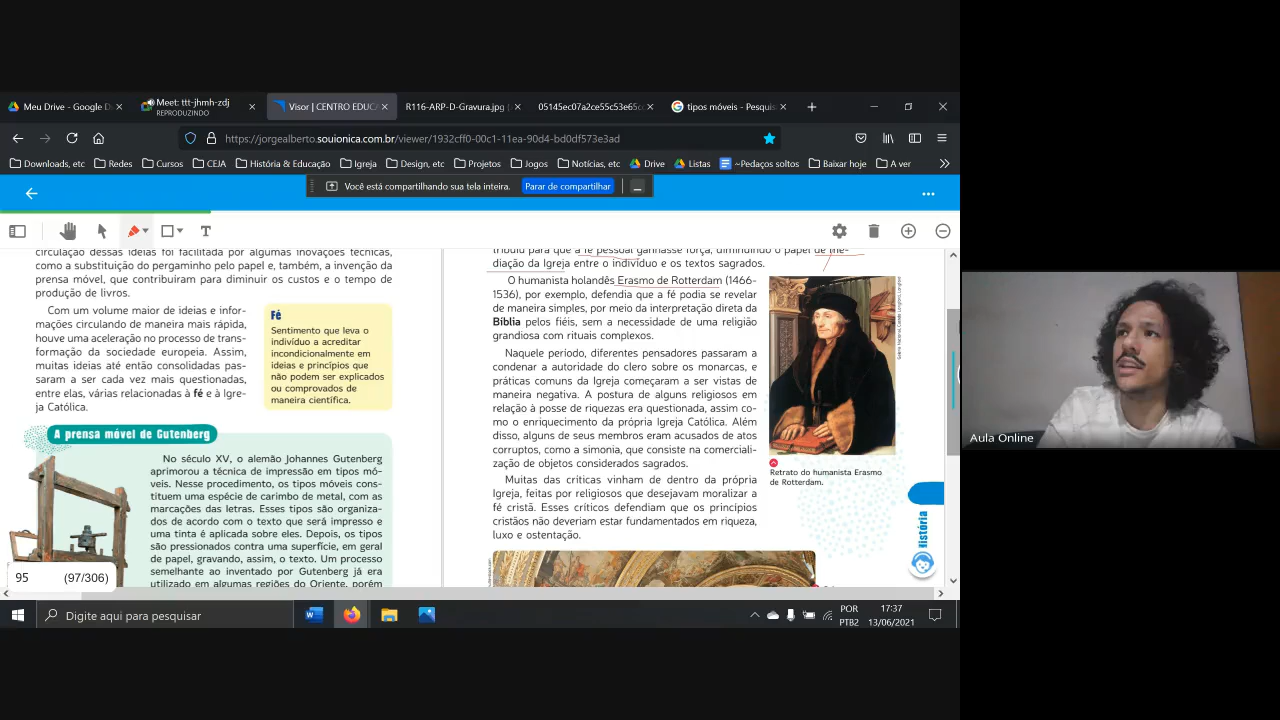 Meu Drive - Google D
Meet: ttt-jhmh-zdj
REPRODUZINDO
Visor | CENTRO EDUCA
R116-ARP-D-Gravura.jpg (
05145ec07a2ce55c53e65c
tipos móveis - Pesquis
https://jorgealberto.souionica.com.br/viewer/1932cff0-00c1-11ea-90d4-bd0df573e3ad
Downloads, etc
Redes
Cursos
CEJA
História & Educação
Igreja
Design, etc
Projetos
Jogos
Notícias, etc
Drive
Listas
~Pedaços soltos
Baixar hoje
A ver
Você está compartilhando sua tela inteira.
Parar de compartilhar
circulação dessas ideias foi facilitada por algumas inovações técnicas,
como a substituição do pergaminho pelo papel e, também, a invenção da
prensa móvel, que contribuíram para diminuir os custos e o tempo de
produção de livros.
Com um volume maior de ideias e infor-
mações circulando de maneira mais rápida,
houve uma aceleração no processo de trans-
formação da sociedade europeia. Assim,
muitas ideias até então consolidadas pas-
saram a ser cada vez mais questionadas,
entre elas, várias relacionadas à fé e à Igre-
ja Católica.
Fé
Sentimento que leva o
indivíduo a acreditar
incondicionalmente em
ideias e princípios que
não podem ser explicados
ou comprovados de
maneira científica.
A prensa móvel de Gutenberg
No século XV, o alemão Johannes Gutenberg
aprimorou a técnica de impressão em tipos mó-
veis. Nesse procedimento, os tipos móveis cons-
tituem uma espécie de carimbo de metal, com as
marcações das letras. Esses tipos são organiza-
dos de acordo com o texto que será impresso e
uma tinta é aplicada sobre eles. Depois, os tipos
são pressionados contra uma superfície, em geral
de papel, gravando, assim, o texto. Um processo
semelhante ao inventado por Gutenberg já era
utilizado em algumas regiões do Oriente, porém
95 (97/306)
tribuiu para que a fé pessoal ganhasse força, diminuindo o papel de me-
diação da Igreja entre o indivíduo e os textos sagrados.
O humanista holandês Erasmo de Rotterdam (1466-
1536), por exemplo, defendia que a fé podia se revelar
de maneira simples, por meio da interpretação direta da
Bíblia pelos fiéis, sem a necessidade de uma religião
grandiosa com rituais complexos.
Naquele período, diferentes pensadores passaram a
condenar a autoridade do clero sobre os monarcas, e
práticas comuns da Igreja começaram a ser vistas de
maneira negativa. A postura de alguns religiosos em
relação à posse de riquezas era questionada, assim co-
mo o enriquecimento da própria Igreja Católica. Além
disso, alguns de seus membros eram acusados de atos
corruptos, como a simonia, que consiste na comerciali-
zação de objetos considerados sagrados.
Muitas das críticas vinham de dentro da própria
Igreja, feitas por religiosos que desejavam moralizar a
fé cristã. Esses críticos defendiam que os princípios
cristãos não deveriam estar fundamentados em riqueza,
luxo e ostentação.
Retrato do humanista Erasmo
de Rotterdam.
História
Aula Online
Digite aqui para pesquisar
POR
PTB2
17:37
13/06/2021